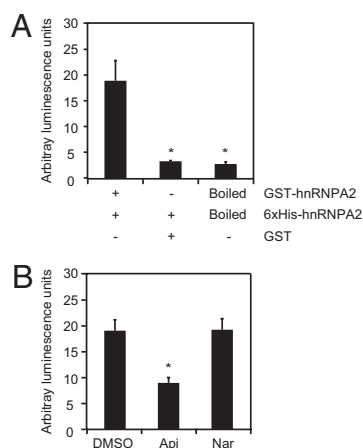 A
Arbitray luminescence units
30
25
20
15
10
5
0
*
*
+ - Boiled GST-hnRNPA2
+ + Boiled 6xHis-hnRNPA2
- + - GST
B
Arbitray luminescence units
30
25
20
15
10
5
0
*
DMSO Api Nar